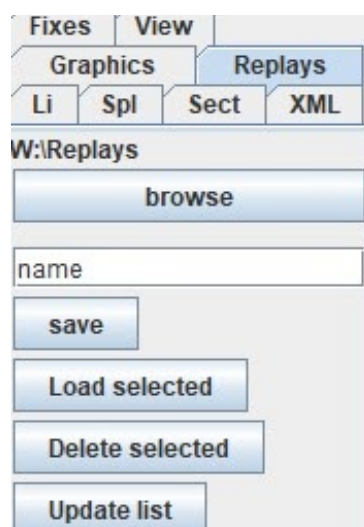 Fixes View
Graphics Replays
Li Spl Sect XML
W:\Replays
browse
name
save
Load selected
Delete selected
Update list